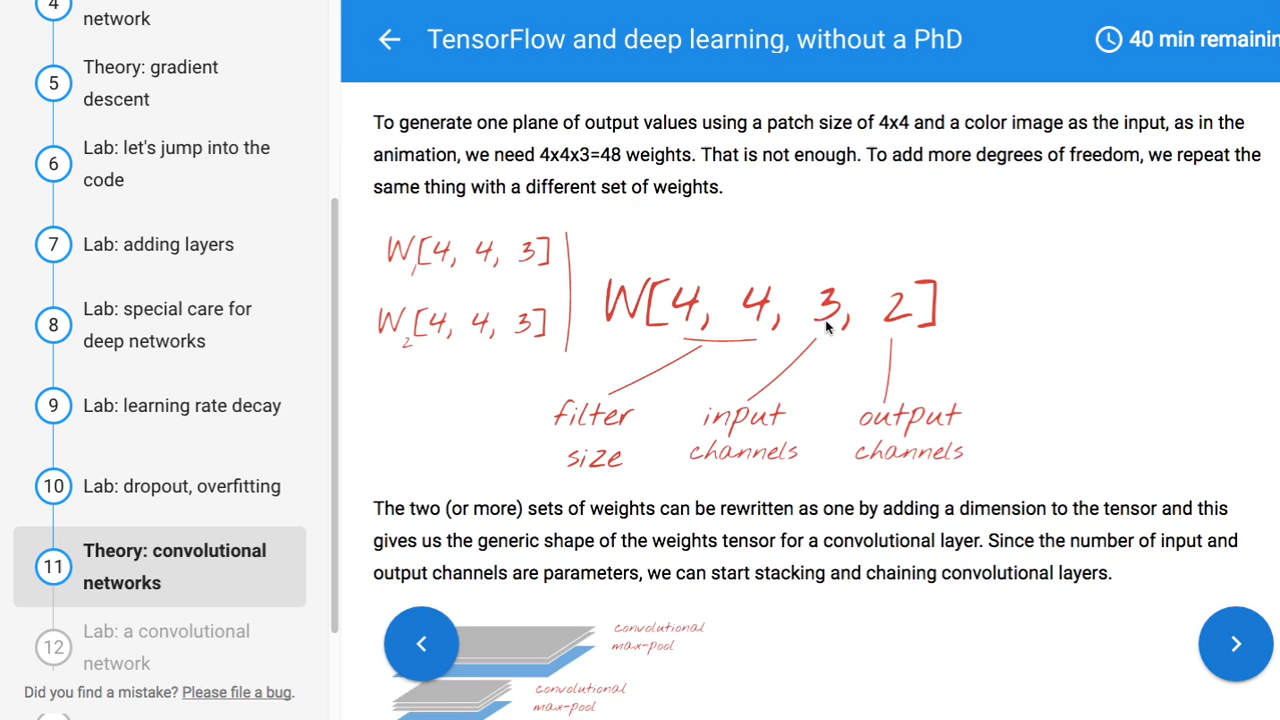 4
network
5
Theory: gradient
descent
6
Lab: let's jump into the
code
7
Lab: adding layers
8
Lab: special care for
deep networks
9
Lab: learning rate decay
10
Lab: dropout, overfitting
11
Theory: convolutional
networks
12
Lab: a convolutional
network
Did you find a mistake? Please file a bug.
TensorFlow and deep learning, without a PhD
40 min remainin
To generate one plane of output values using a patch size of 4x4 and a color image as the input, as in the
animation, we need 4x4x3=48 weights. That is not enough. To add more degrees of freedom, we repeat the
same thing with a different set of weights.
W1[4, 4, 3]
W2[4, 4, 3]
W[4, 4, 3, 2]
filter
size
input
channels
output
channels
The two (or more) sets of weights can be rewritten as one by adding a dimension to the tensor and this
gives us the generic shape of the weights tensor for a convolutional layer. Since the number of input and
output channels are parameters, we can start stacking and chaining convolutional layers.
convolutional
max-pool
convolutional
max-pool